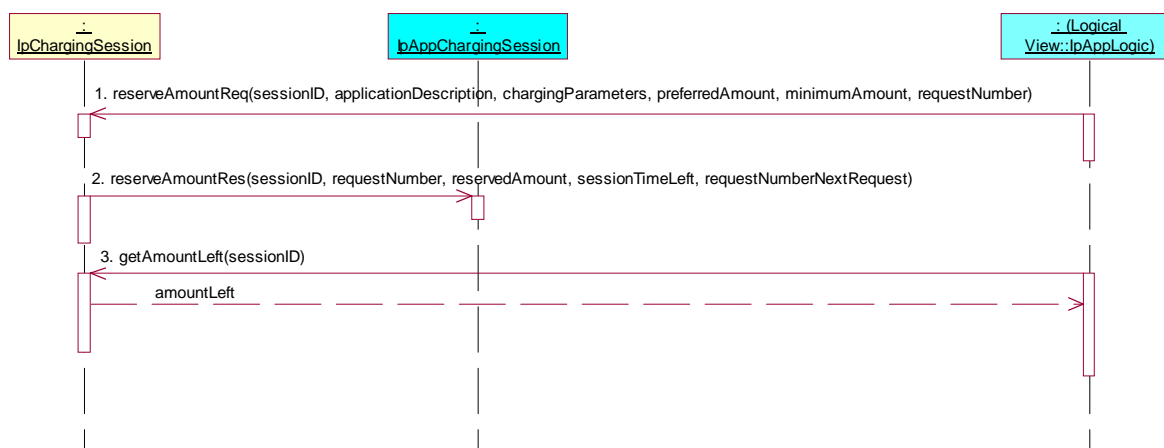 :
IpChargingSession
:
IpAppChargingSession
: (Logical
View::IpAppLogic)
1. reserveAmountReq(sessionID, applicationDescription, chargingParameters, preferredAmount, minimumAmount, requestNumber)
2. reserveAmountRes(sessionID, requestNumber, reservedAmount, sessionTimeLeft, requestNumberNextRequest)
3. getAmountLeft(sessionID)
amountLeft